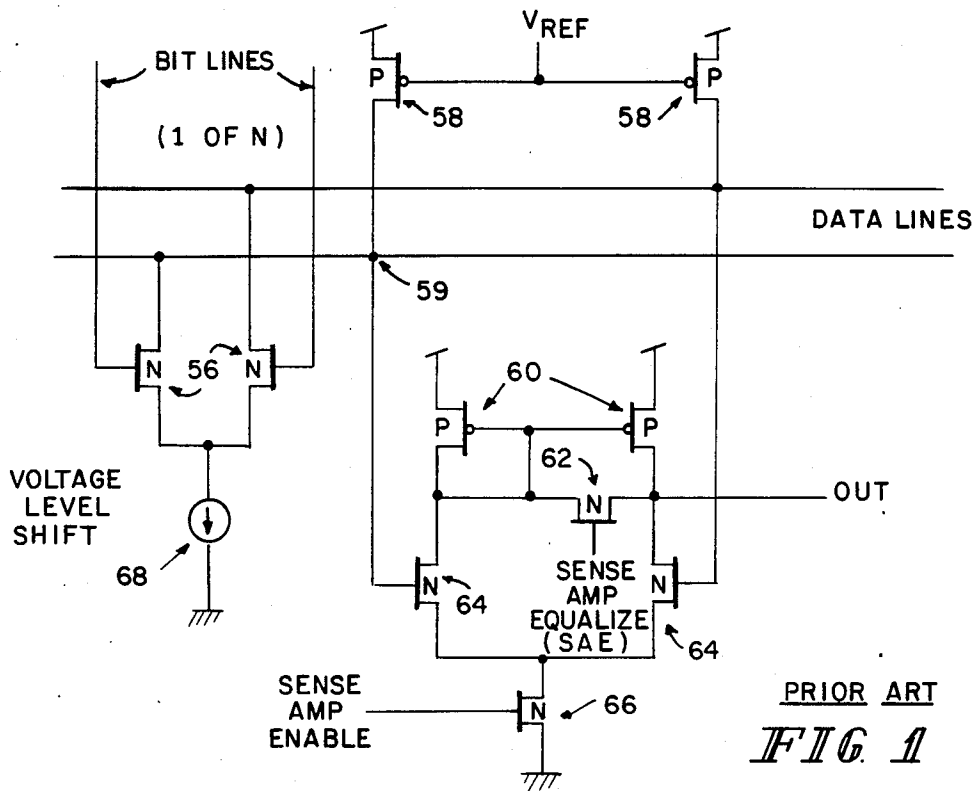 V REF
BIT LINES
P
P
58
58
(1 OF N)
DATA LINES
59
N
56
N
60
P
P
62
VOLTAGE
LEVEL
SHIFT
N
OUT
68
N
64
SENSE
AMP
EQUALIZE
(SAE)
N
64
SENSE
AMP
ENABLE
N
66
PRIOR ART
FIG. 1